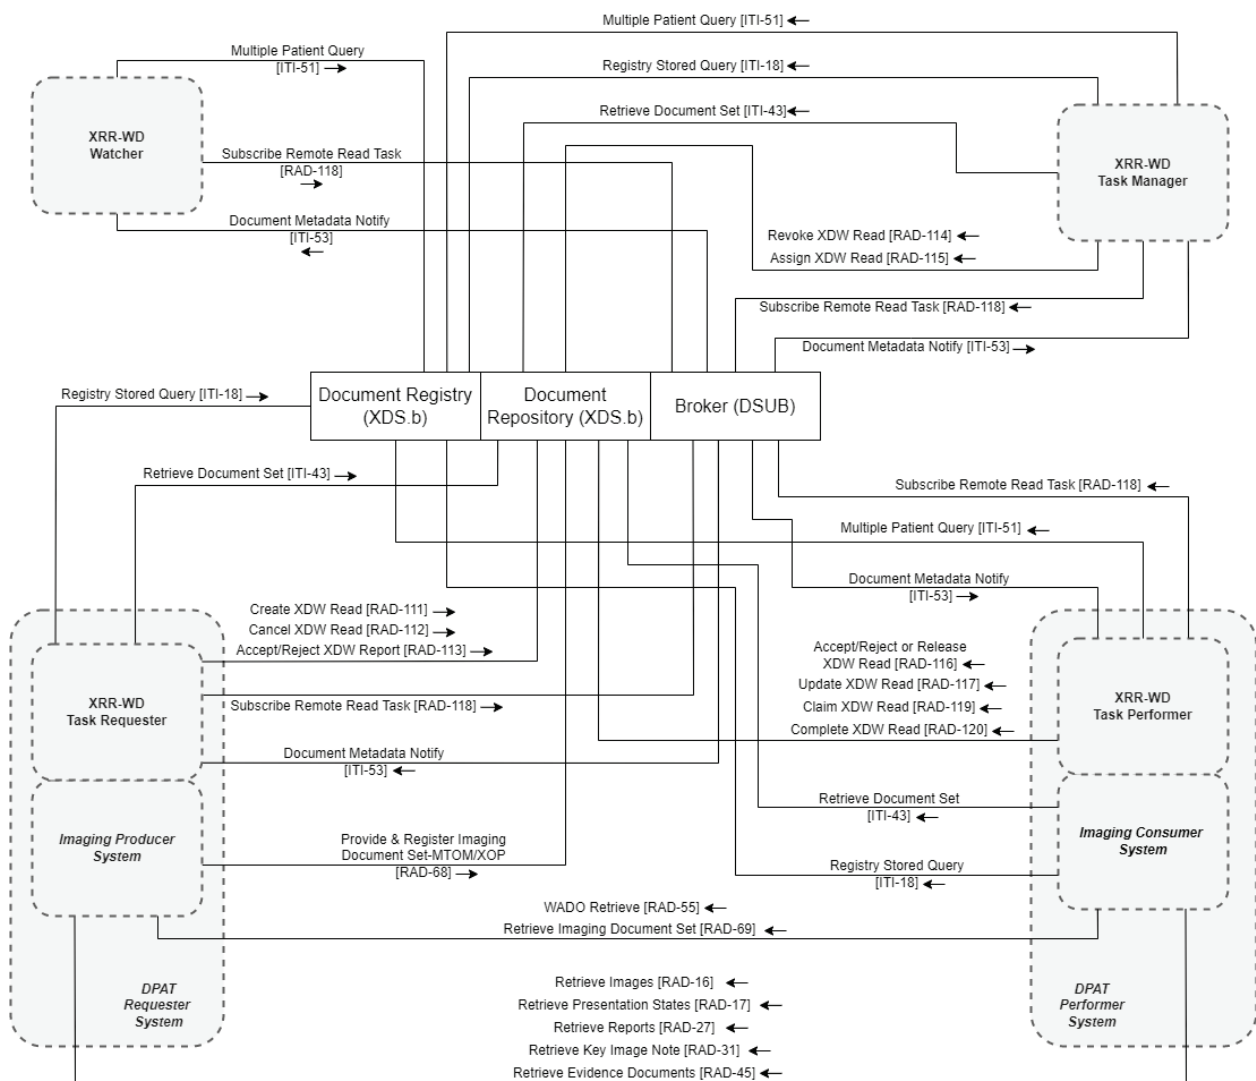 Multiple Patient Query [ITI-51]
Multiple Patient Query
[ITI-51]
Registry Stored Query [ITI-18]
Retrieve Document Set [ITI-43]
XRR-WD
Watcher
XRR-WD
Task Manager
Subscribe Remote Read Task
[RAD-118]
Document Metadata Notify
[ITI-53]
Revoke XDW Read [RAD-114]
Assign XDW Read [RAD-115]
Subscribe Remote Read Task [RAD-118]
Document Metadata Notify [ITI-53]
Registry Stored Query [ITI-18]
Document Registry
(XDS.b)
Document
Repository (XDS.b)
Broker (DSUB)
Retrieve Document Set [ITI-43]
Subscribe Remote Read Task [RAD-118]
Multiple Patient Query [ITI-51]
Document Metadata Notify
[ITI-53]
Create XDW Read [RAD-111]
Cancel XDW Read [RAD-112]
Accept/Reject XDW Report [RAD-113]
XRR-WD
Task Requester
Subscribe Remote Read Task [RAD-118]
Document Metadata Notify
[ITI-53]
Accept/Reject or Release
XDW Read [RAD-116]
Update XDW Read [RAD-117]
Claim XDW Read [RAD-119]
Complete XDW Read [RAD-120]
XRR-WD
Task Performer
Imaging Producer
System
Provide & Register Imaging
Document Set-MTOM/XOP
[RAD-68]
Retrieve Document Set
[ITI-43]
Registry Stored Query
[ITI-18]
Imaging Consumer
System
WADO Retrieve [RAD-55]
Retrieve Imaging Document Set [RAD-69]
DPAT
Requester
System
Retrieve Images [RAD-16]
Retrieve Presentation States [RAD-17]
Retrieve Reports [RAD-27]
Retrieve Key Image Note [RAD-31]
Retrieve Evidence Documents [RAD-45]
DPAT
Performer
System